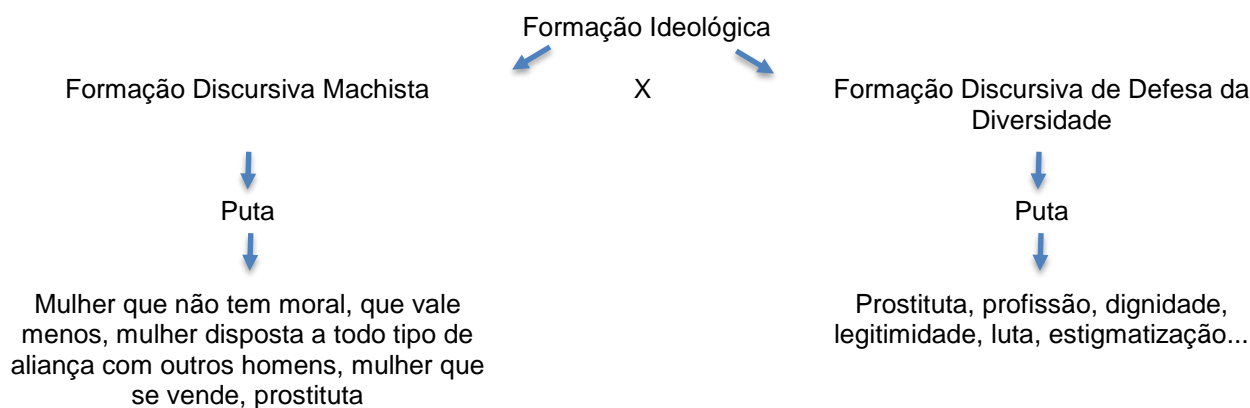 Formação Ideológica
Formação Discursiva Machista
X
Formação Discursiva de Defesa da
Diversidade
Puta
Puta
Mulher que não tem moral, que vale
menos, mulher disposta a todo tipo de
aliança com outros homens, mulher que
se vende, prostituta
Prostituta, profissão, dignidade,
legitimidade, luta, estigmatização...